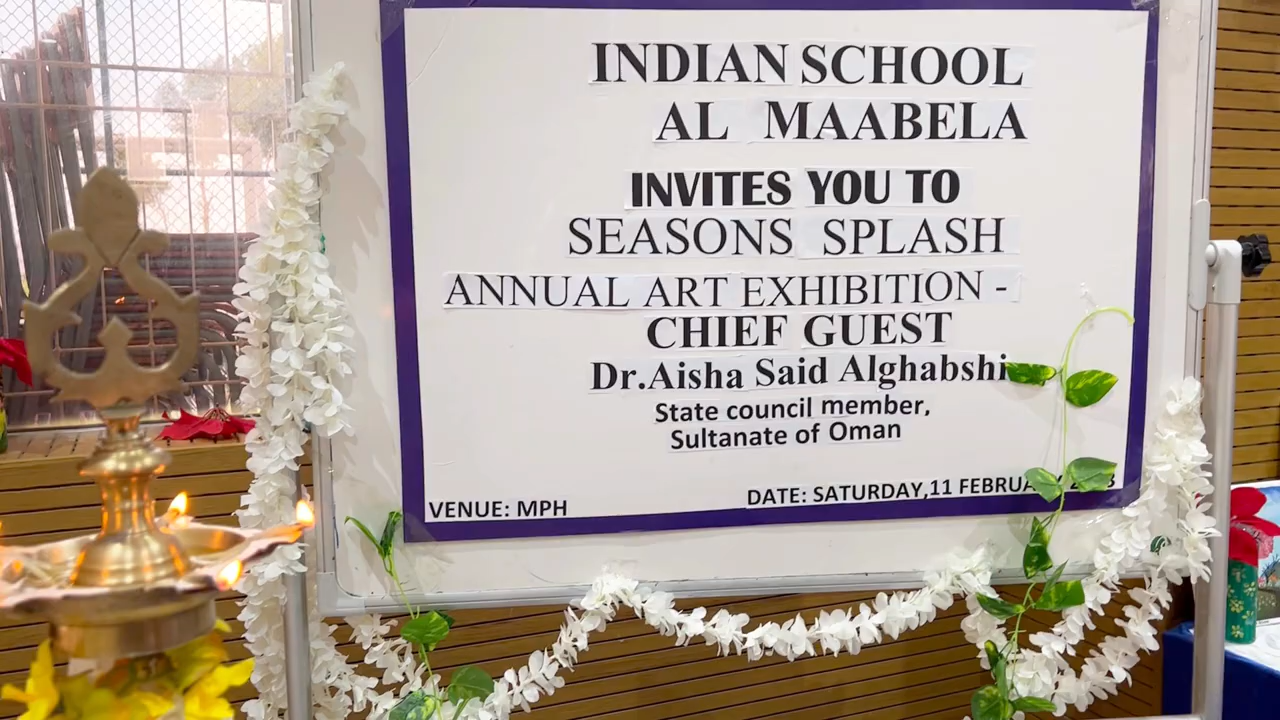 INDIAN SCHOOL
AL MAABELA
INVITES YOU TO
SEASONS SPLASH
ANNUAL ART EXHIBITION -
CHIEF GUEST
Dr.Aisha Said Alghabshi
State council member,
Sultanate of Oman
VENUE: MPH
DATE: SATURDAY,11